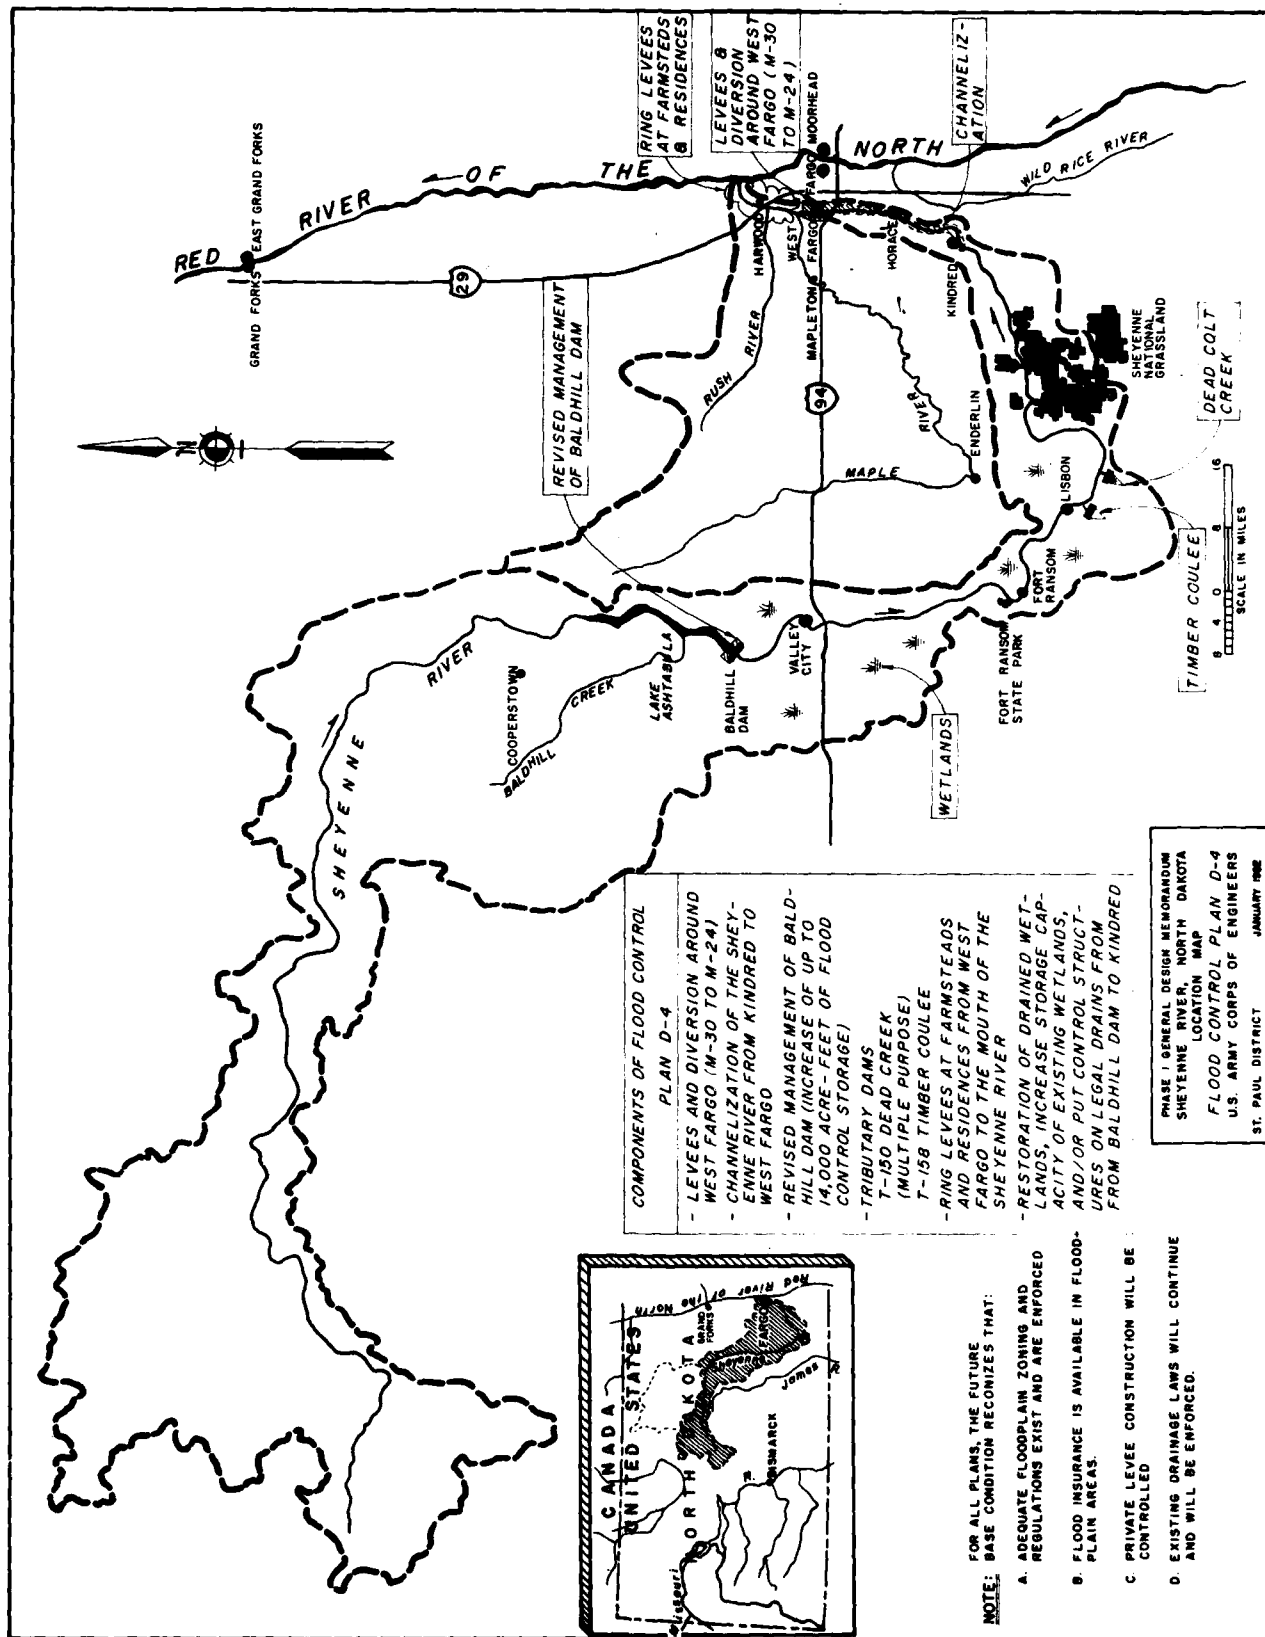 GRAND FORKS
EAST GRAND FORKS
RED
RIVER
OF
THE
NORTH
29
RING LEVEES
AT FARMSTEDS
& RESIDENCES
LEVEES &
DIVERSION
AROUND WEST
FARGO (M-30
TO M-24)
CHANNELIZ-
ATION
REVISED MANAGEMENT
OF BALDHILL DAM
N
HARWOOD
WEST
FARGO
FARGO
MOORHEAD
MAPLETON
HORACE
KINDRED
WILD RICE RIVER
RUSH
RIVER
94
MAPLE
RIVER
ENDERLIN
SHEYENNE
NATIONAL
GRASSLAND
DEAD COLT
CREEK
LISBON
TIMBER COULEE
FORT
RANSOM
FORT RANSOM
STATE PARK
WETLANDS
VALLEY
CITY
BALDHILL
DAM
LAKE
ASHTABULA
COOPERSTOWN
BALDHILL
CREEK
SHEYENNE
RIVER
8 4 0 8 16
SCALE IN MILES
COMPONENTS OF FLOOD CONTROL
PLAN D-4
- LEVEES AND DIVERSION AROUND
WEST FARGO (M-30 TO M-24)
- CHANNELIZATION OF THE SHEY-
ENNE RIVER FROM KINDRED TO
WEST FARGO
- REVISED MANAGEMENT OF BALD-
HILL DAM (INCREASE OF UP TO
14,000 ACRE-FEET OF FLOOD
CONTROL STORAGE)
- TRIBUTARY DAMS
T-150 DEAD CREEK
(MULTIPLE PURPOSE)
T-158 TIMBER COULEE
- RING LEVEES AT FARMSTEADS
AND RESIDENCES FROM WEST
FARGO TO THE MOUTH OF THE
SHEYENNE RIVER
- RESTORATION OF DRAINED WET-
LANDS, INCREASE STORAGE CAP-
ACITY OF EXISTING WETLANDS,
AND/OR PUT CONTROL STRUCT-
URES ON LEGAL DRAINS FROM
FROM BALDHILL DAM TO KINDRED
CANADA
UNITED STATES
NORTH
KOTA
GRAND
FORKS
Red River of the North
FARGO
Sheyenne
James R
BISMARCK
Missouri
NOTE: FOR ALL PLANS, THE FUTURE
BASE CONDITION RECONIZES THAT:
A. ADEQUATE FLOODPLAIN ZONING AND
REGULATIONS EXIST AND ARE ENFORCED
B. FLOOD INSURANCE IS AVAILABLE IN FLOOD-
PLAIN AREAS.
C. PRIVATE LEVEE CONSTRUCTION WILL BE
CONTROLLED
D. EXISTING DRAINAGE LAWS WILL CONTINUE
AND WILL BE ENFORCED.
PHASE I GENERAL DESIGN MEMORANDUM
SHEYENNE RIVER, NORTH DAKOTA
LOCATION MAP
FLOOD CONTROL PLAN D-4
U.S. ARMY CORPS OF ENGINEERS
ST. PAUL DISTRICT JANUARY 1982